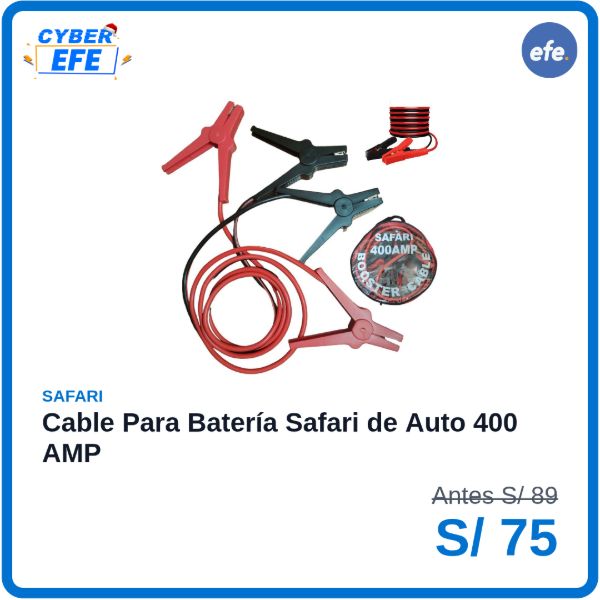 CYBER
EFE
efe.
SAFARI
400AMP
BOOSTER CABLE
SAFARI
Cable Para Batería Safari de Auto 400
AMP
Antes S/ 89
S/ 75